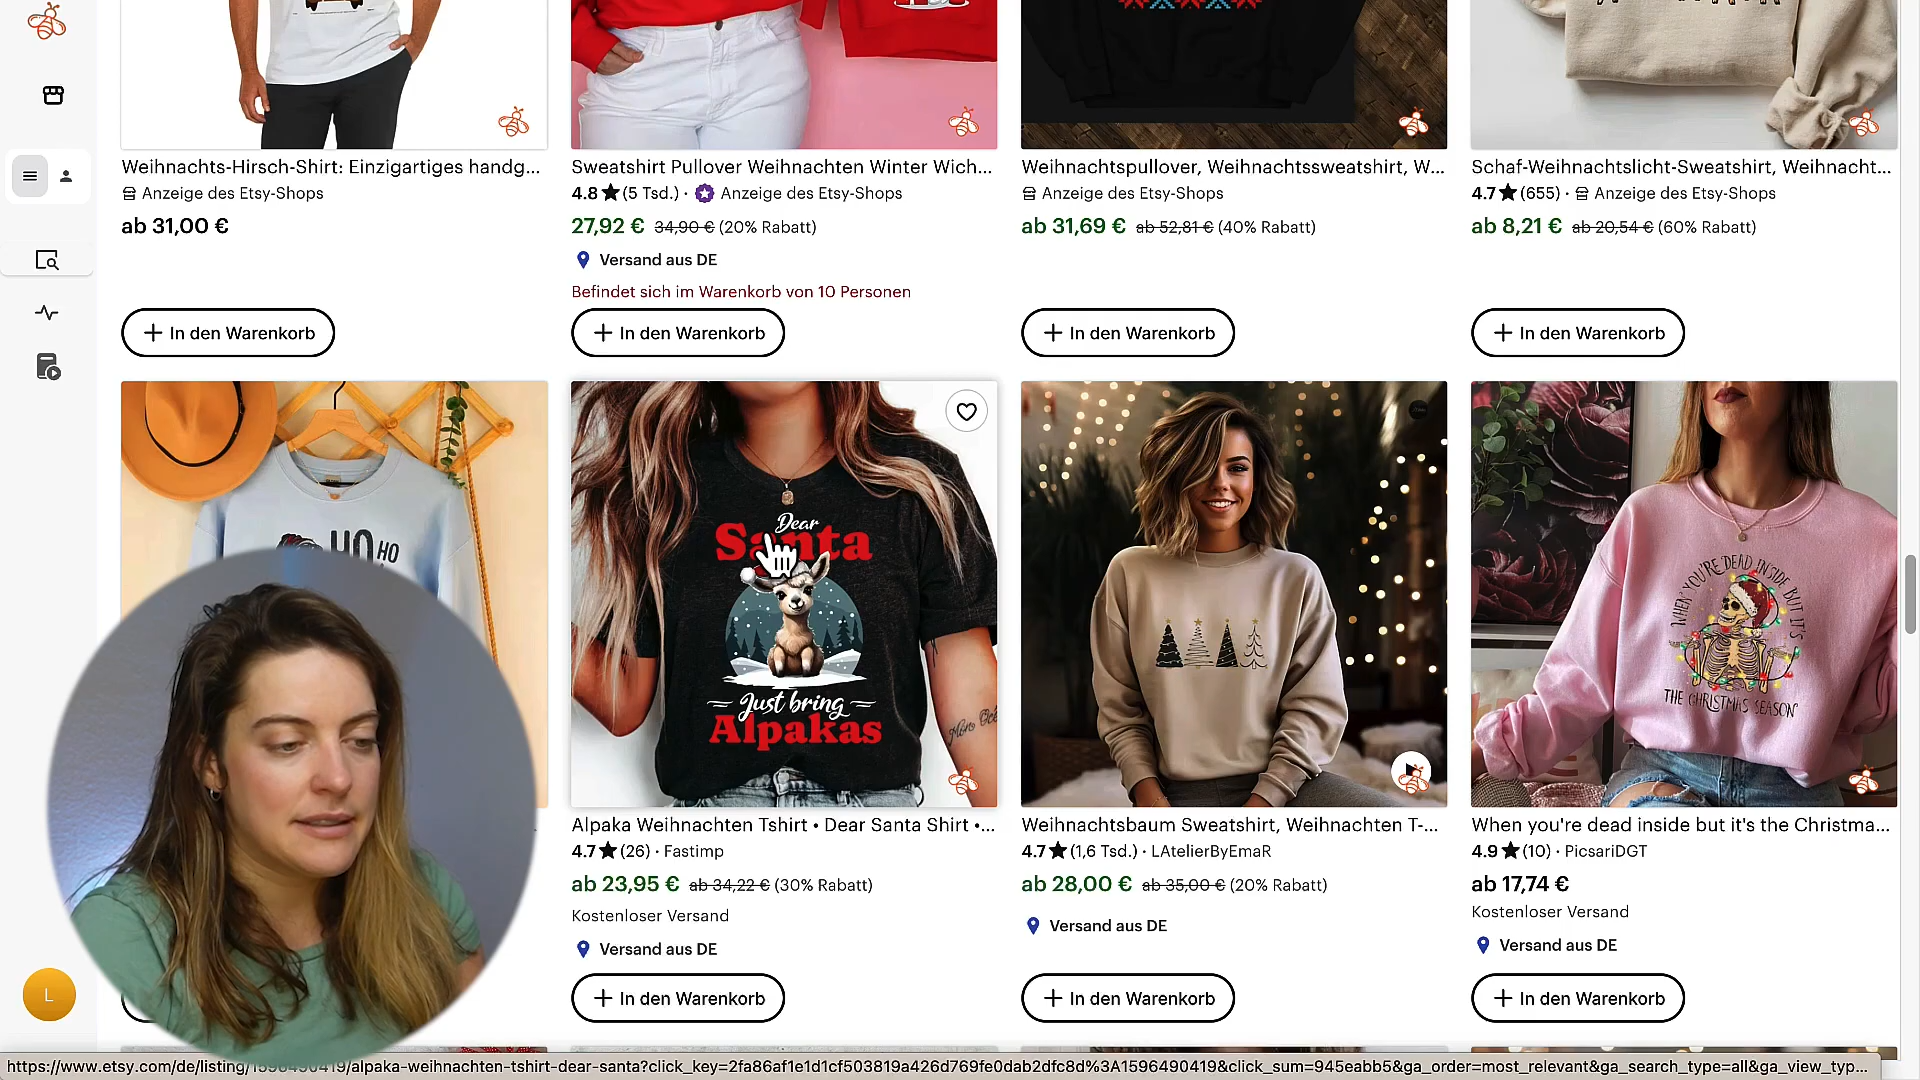 Weihnachts-Hirsch-Shirt: Einzigartiges handg...
Anzeige des Etsy-Shops
ab 31,00 €
In den Warenkorb
Sweatshirt Pullover Weihnachten Winter Wich...
4.8 ★ (5 Tsd.) · Anzeige des Etsy-Shops
27,92 € 34,90 € (20% Rabatt)
Versand aus DE
Befindet sich im Warenkorb von 10 Personen
In den Warenkorb
Weihnachtspullover, Weihnachtssweatshirt, W...
Anzeige des Etsy-Shops
ab 31,69 € ab 52,81 € (40% Rabatt)
In den Warenkorb
Schaf-Weihnachtslicht-Sweatshirt, Weihnacht...
4.7 ★ (655) · Anzeige des Etsy-Shops
ab 8,21 € ab 20,54 € (60% Rabatt)
In den Warenkorb
HO HO
Dear
Santa
Just bring
Alpakas
Alpaka Weihnachten Tshirt • Dear Santa Shirt •...
4.7 ★ (26) · Fastimp
ab 23,95 € ab 34,22 € (30% Rabatt)
Kostenloser Versand
Versand aus DE
In den Warenkorb
Weihnachtsbaum Sweatshirt, Weihnachten T-...
4.7 ★ (1,6 Tsd.) · LAtelierByEmaR
ab 28,00 € ab 35,00 € (20% Rabatt)
Versand aus DE
In den Warenkorb
WHEN YOU'RE DEAD INSIDE BUT IT'S
THE CHRISTMAS SEASON
When you're dead inside but it's the Christma...
4.9 ★ (10) · PicsariDGT
ab 17,74 €
Kostenloser Versand
Versand aus DE
In den Warenkorb
L
https://www.etsy.com/de/listing/1596490419/alpaka-weihnachten-tshirt-dear-santa?click_key=2fa86af1e1d1cf503819a426d769fe0dab2dfc8d%3A1596490419&click_sum=945eabb5&ga_order=most_relevant&ga_search_type=all&ga_view_typ...